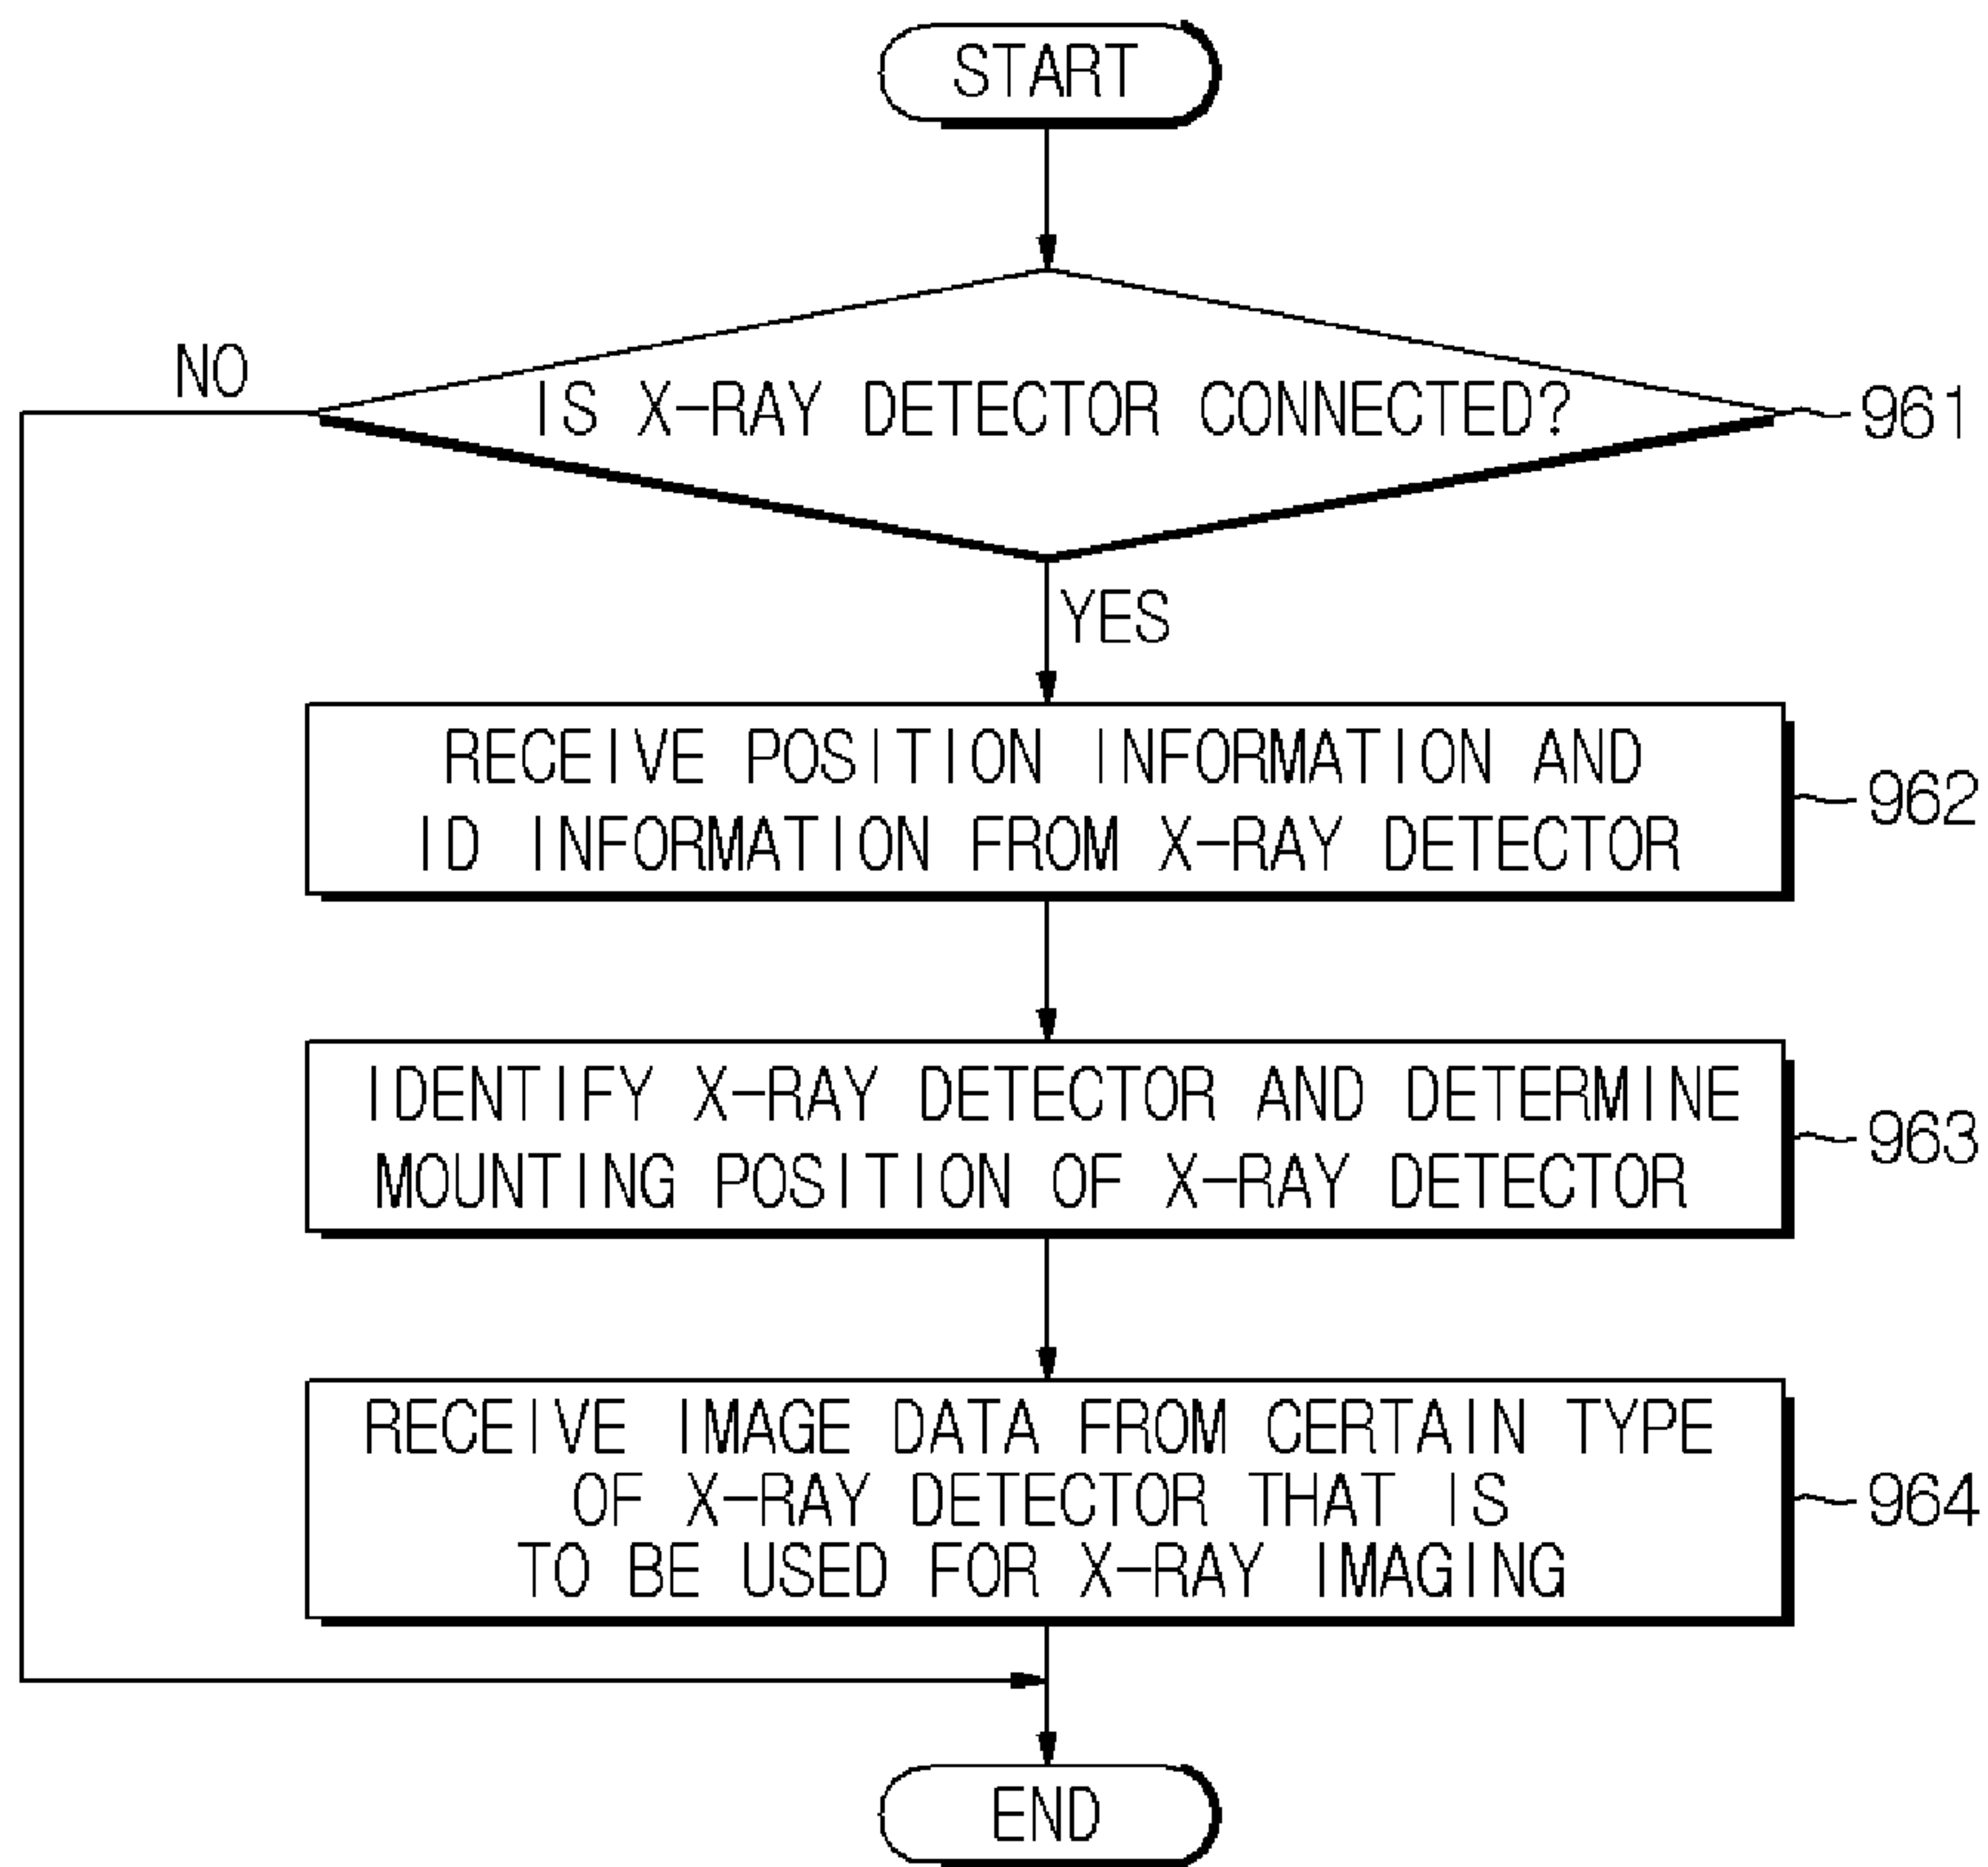 START
NO
IS X-RAY DETECTOR CONNECTED?
961
YES
RECEIVE POSITION INFORMATION AND
ID INFORMATION FROM X-RAY DETECTOR
962
IDENTIFY X-RAY DETECTOR AND DETERMINE
MOUNTING POSITION OF X-RAY DETECTOR
963
RECEIVE IMAGE DATA FROM CERTAIN TYPE
OF X-RAY DETECTOR THAT IS
TO BE USED FOR X-RAY IMAGING
964
END